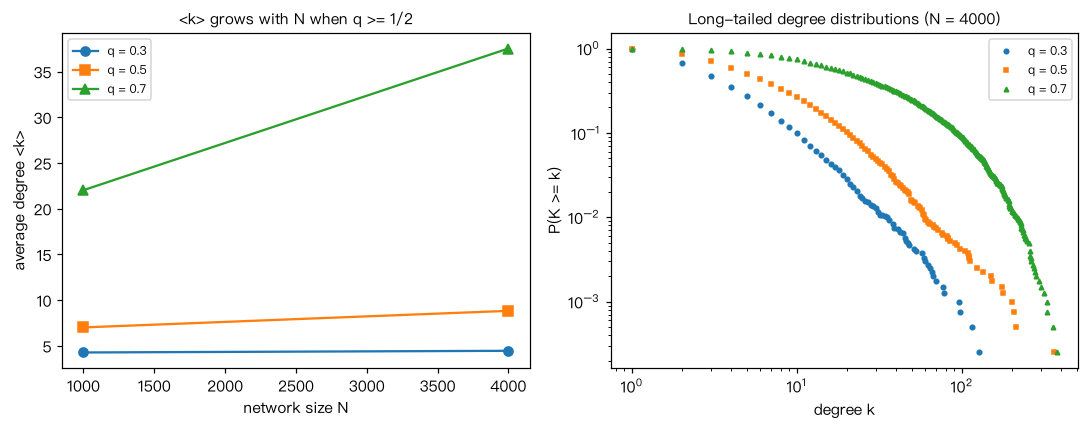 <k> grows with N when q >= 1/2
q = 0.3
q = 0.5
q = 0.7
35
30
25
20
15
10
5
average degree <k>
1000 1500 2000 2500 3000 3500 4000
network size N
Long-tailed degree distributions (N = 4000)
q = 0.3
q = 0.5
q = 0.7
10⁰
10⁻¹
10⁻²
10⁻³
P(K >= k)
10⁰ 10¹ 10²
degree k